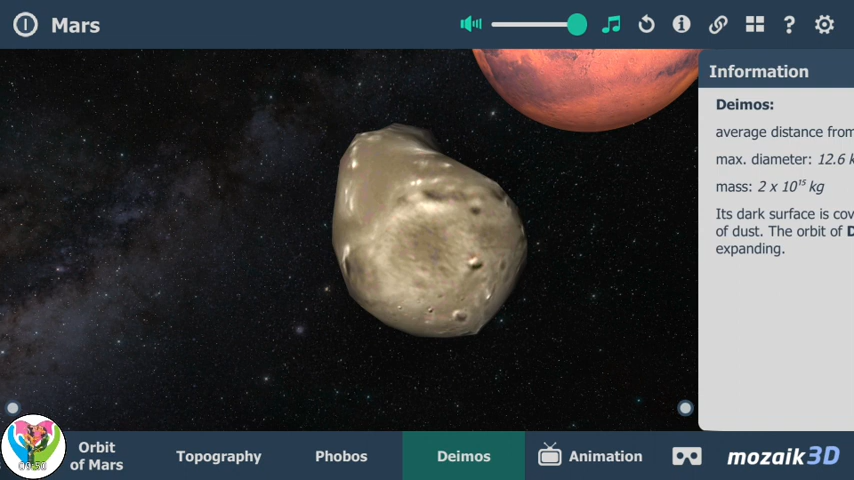 Mars
Information
Deimos:
average distance from
max. diameter: 12.6 k
mass: 2 x 10¹⁵ kg
Its dark surface is cov
of dust. The orbit of D
expanding.
Orbit
of Mars
Topography
Phobos
Deimos
Animation
mozaik3D